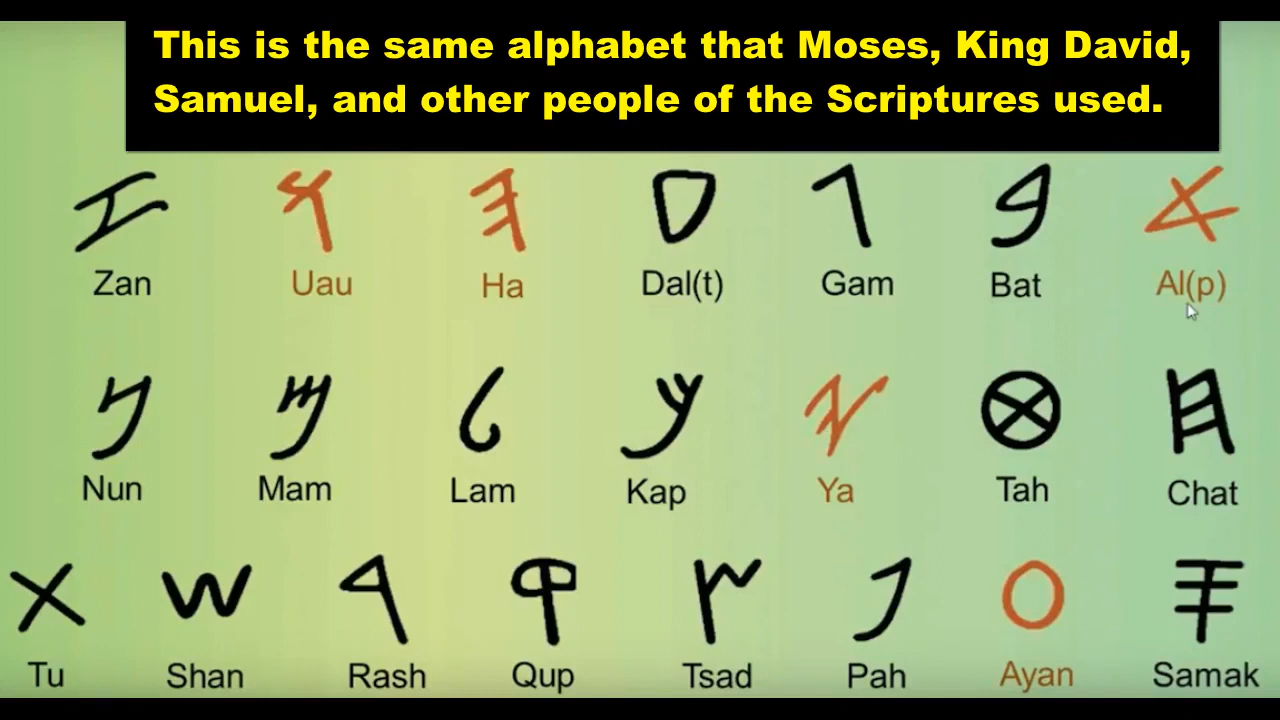 This is the same alphabet that Moses, King David,
Samuel, and other people of the Scriptures used.
𐤀 𐤁 𐤂 𐤃 𐤄 𐤅 𐤆
Zan Uau Ha Dal(t) Gam Bat Al(p)
𐤇 𐤈 𐤉 𐤊 𐤋 𐤌 𐤍
Nun Mam Lam Kap Ya Tah Chat
𐤎 𐤏 𐤐 𐤑 𐤒 𐤓 𐤔 𐤕
Tu Shan Rash Qup Tsad Pah Ayan Samak